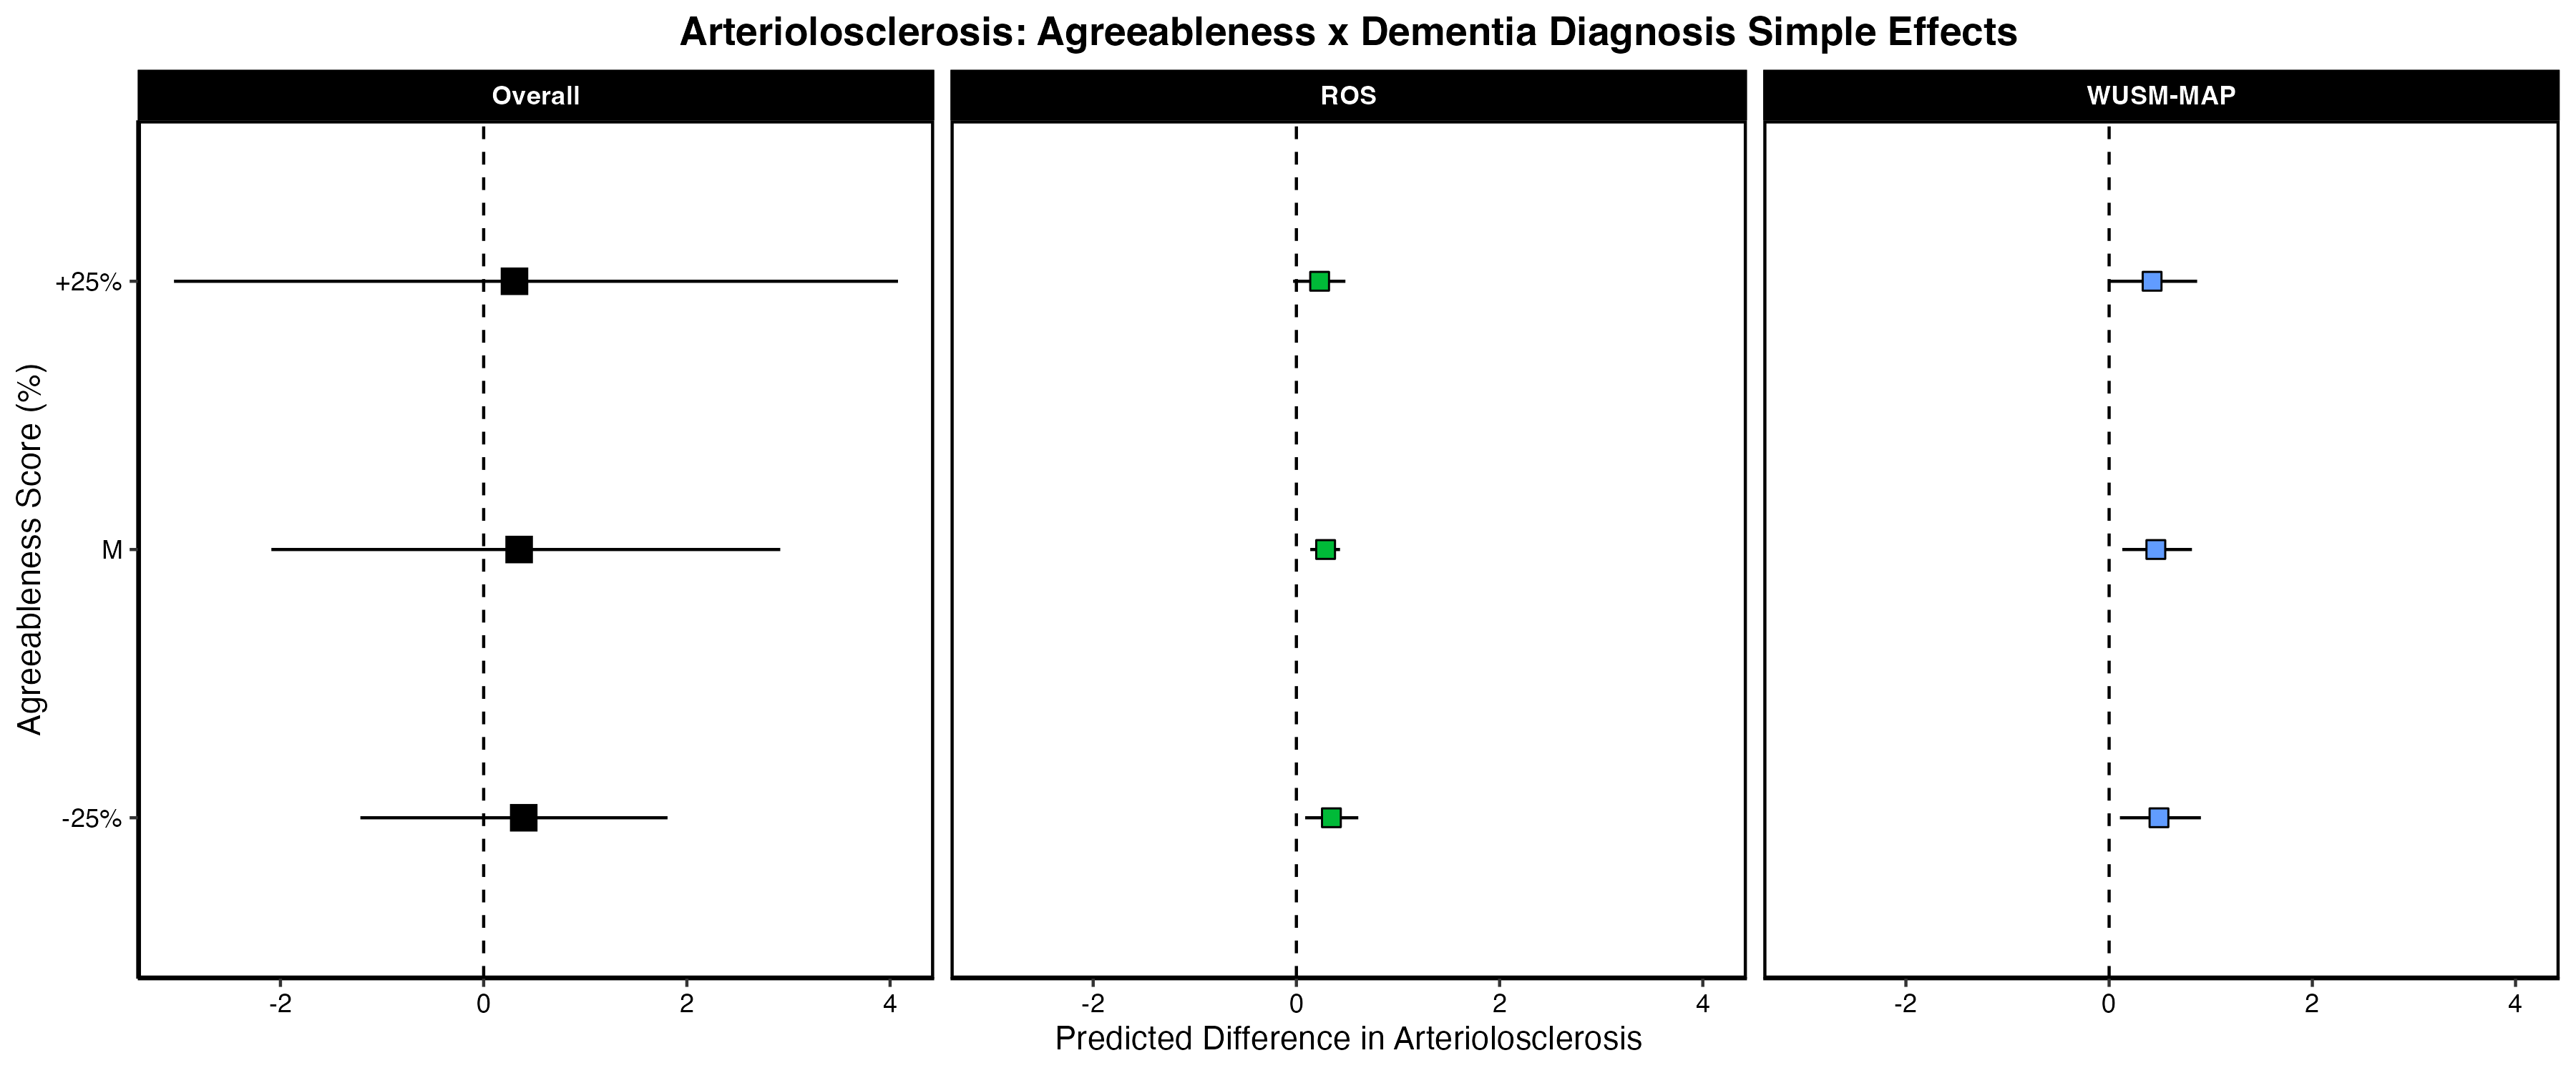 Arteriolosclerosis: Agreeableness x Dementia Diagnosis Simple Effects
Overall
ROS
WUSM-MAP
Agreeableness Score (%)
+25%
M
-25%
-2 0 2 4
-2 0 2 4
-2 0 2 4
Predicted Difference in Arteriolosclerosis